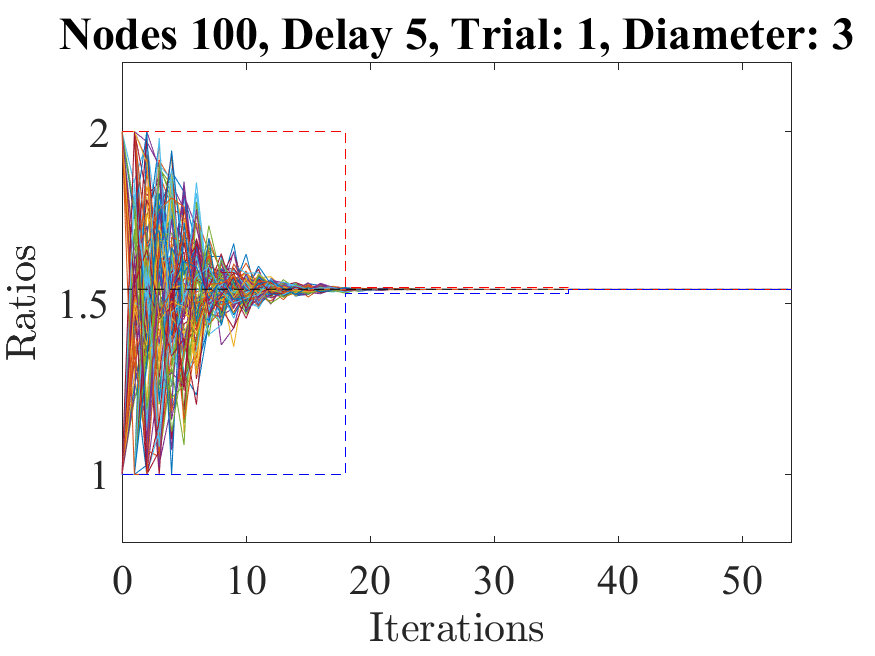 Nodes 100, Delay 5, Trial: 1, Diameter: 3
2
1.5
1
Ratios
0 10 20 30 40 50
Iterations